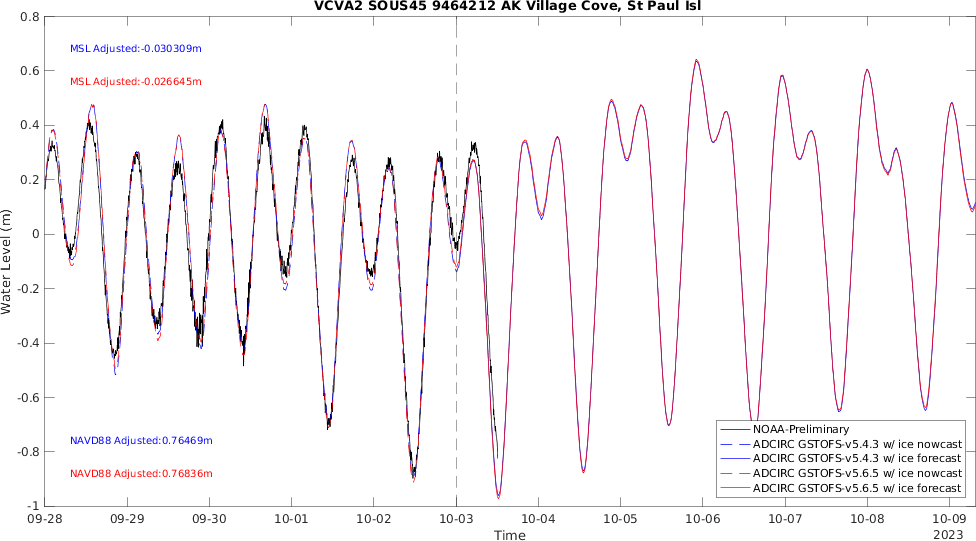 VCVA2 SOUS45 9464212 AK Village Cove, St Paul Isl
0.8
0.6
0.4
0.2
0
-0.2
-0.4
-0.6
-0.8
-1
Water Level (m)
MSL Adjusted:-0.030309m
MSL Adjusted:-0.026645m
NAVD88 Adjusted:0.76469m
NAVD88 Adjusted:0.76836m
NOAA-Preliminary
ADCIRC GSTOFS-v5.4.3 w/ ice nowcast
ADCIRC GSTOFS-v5.4.3 w/ ice forecast
ADCIRC GSTOFS-v5.6.5 w/ ice nowcast
ADCIRC GSTOFS-v5.6.5 w/ ice forecast
09-28 09-29 09-30 10-01 10-02 10-03 10-04 10-05 10-06 10-07 10-08 10-09
2023
Time